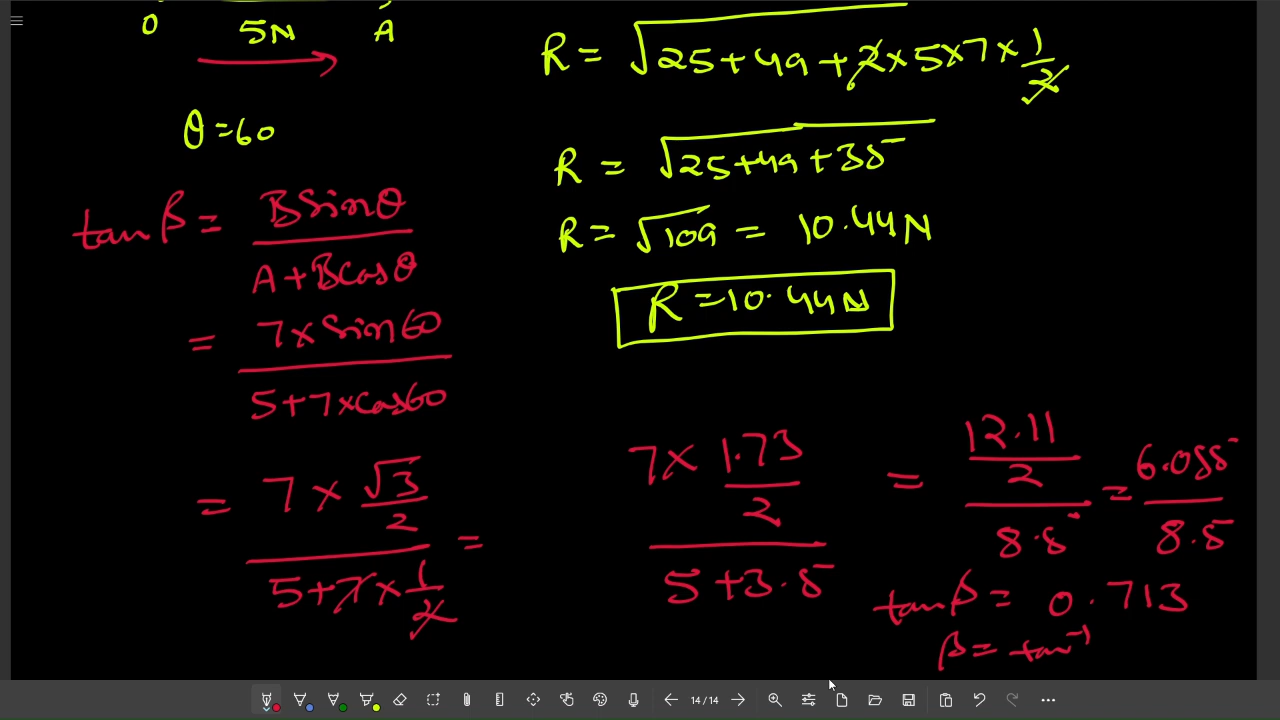 O 5N A
θ = 60
tan β = B sin θ / A + B cos θ
= 7 × sin 60 / 5 + 7 × cos 60
= 7 × √3/2 / 5 + 7 × 1/2 =
R = √25 + 49 + 2 × 5 × 7 × 1/2
R = √25 + 49 + 35
R = √109 = 10.44 N
R = 10.44 N
7 × 1.73/2 / 5 + 3.5 = 12.11/2 / 8.5 = 6.055 / 8.5
tan β = 0.713
β = tan⁻¹
14/14